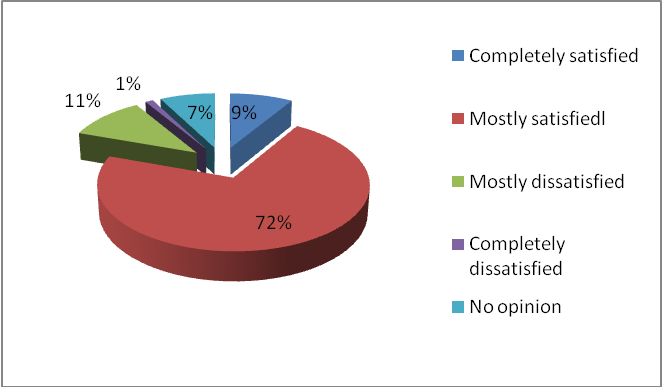 Completely satisfied
1%
11%
7%
9%
Mostly satisfiedl
Mostly dissatisfied
72%
Completely
dissatisfied
No opinion